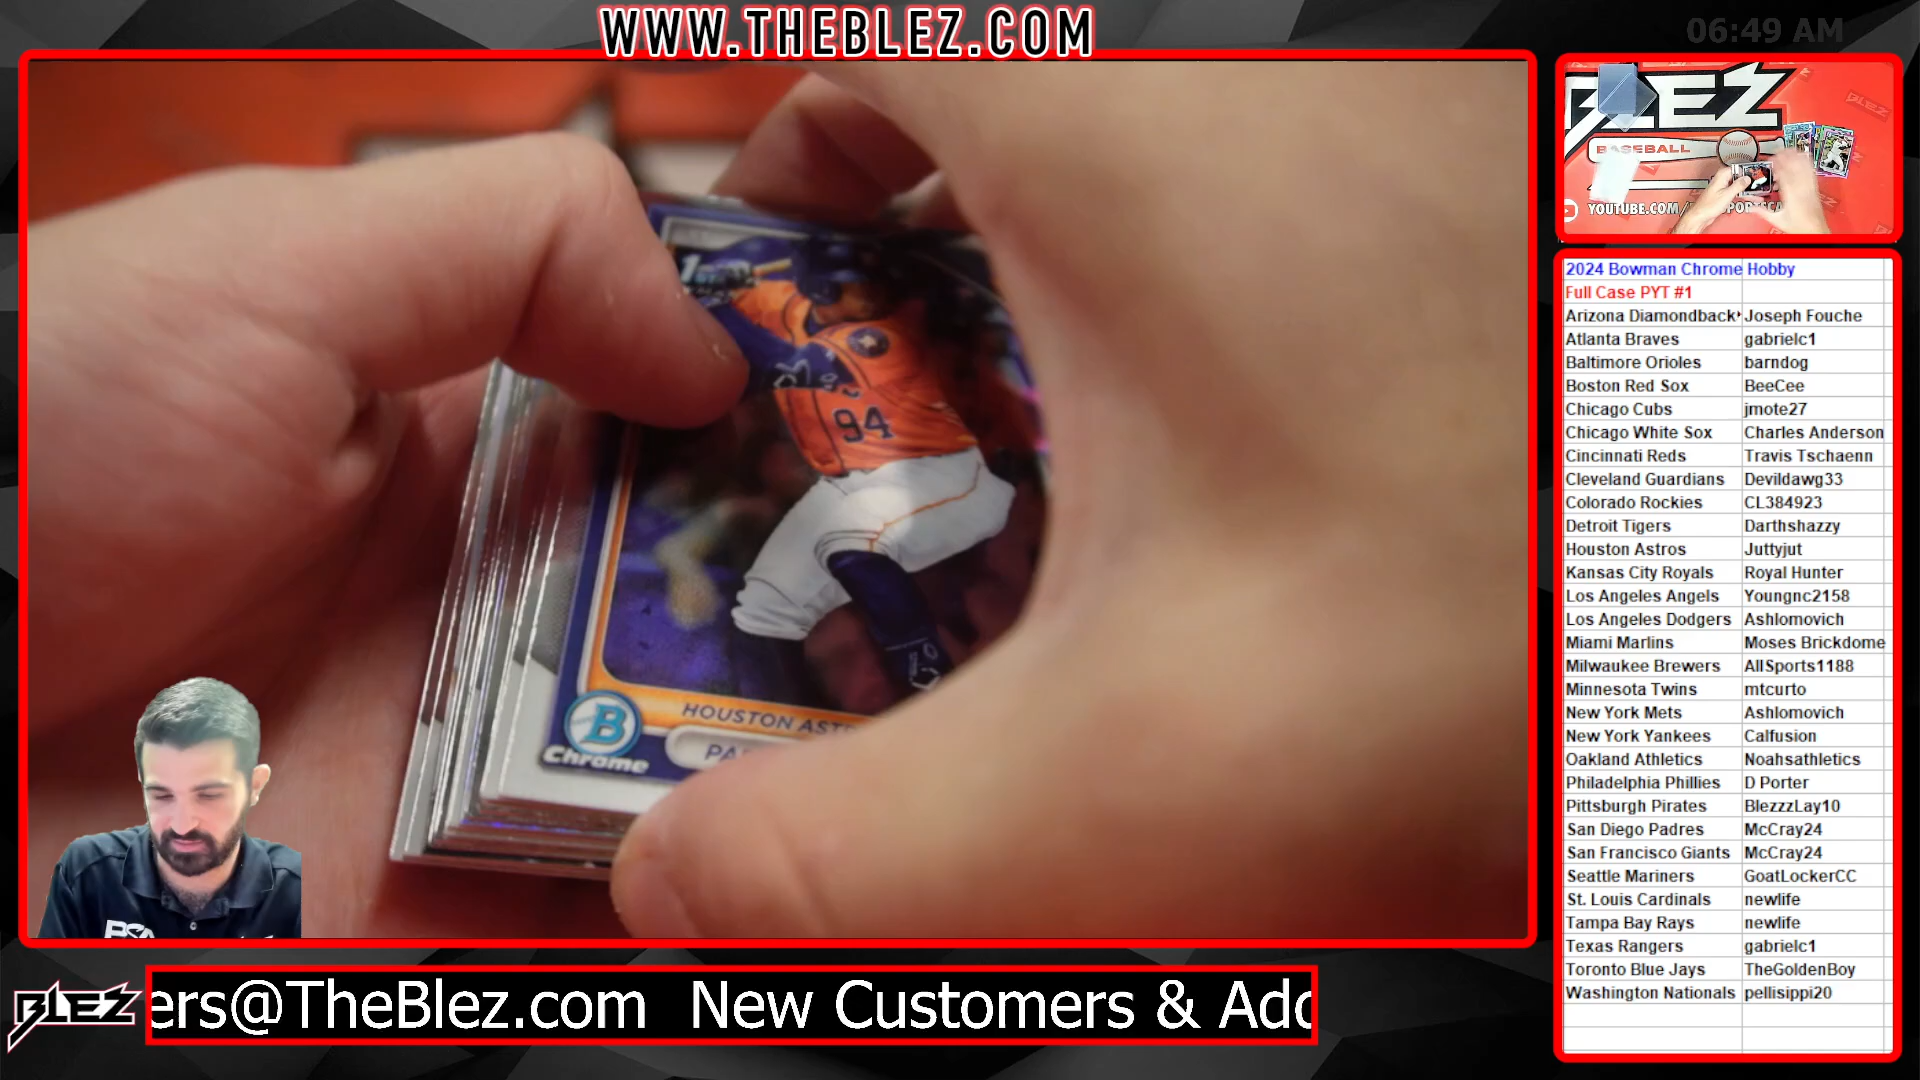 WWW.THEBLEZ.COM
06:49 AM
BLEZ
BASEBALL
YOUTUBE.COM/
94
HOUSTON
B
Chrome
2024 Bowman Chrome Hobby
Full Case PYT #1
Arizona Diamondback Joseph Fouche
Atlanta Braves gabrielc1
Baltimore Orioles barndog
Boston Red Sox BeeCee
Chicago Cubs jmote27
Chicago White Sox Charles Anderson
Cincinnati Reds Travis Tschaenn
Cleveland Guardians Devildawg33
Colorado Rockies CL384923
Detroit Tigers Darthshazzy
Houston Astros Juttyjut
Kansas City Royals Royal Hunter
Los Angeles Angels Youngnc2158
Los Angeles Dodgers Ashlomovich
Miami Marlins Moses Brickdome
Milwaukee Brewers AllSports1188
Minnesota Twins mtcurto
New York Mets Ashlomovich
New York Yankees Calfusion
Oakland Athletics Noahsathletics
Philadelphia Phillies D Porter
Pittsburgh Pirates BlezzzLay10
San Diego Padres McCray24
San Francisco Giants McCray24
Seattle Mariners GoatLockerCC
St. Louis Cardinals newlife
Tampa Bay Rays newlife
Texas Rangers gabrielc1
Toronto Blue Jays TheGoldenBoy
Washington Nationals pellisippi20
BLEZ
ers@TheBlez.com New Customers & Add